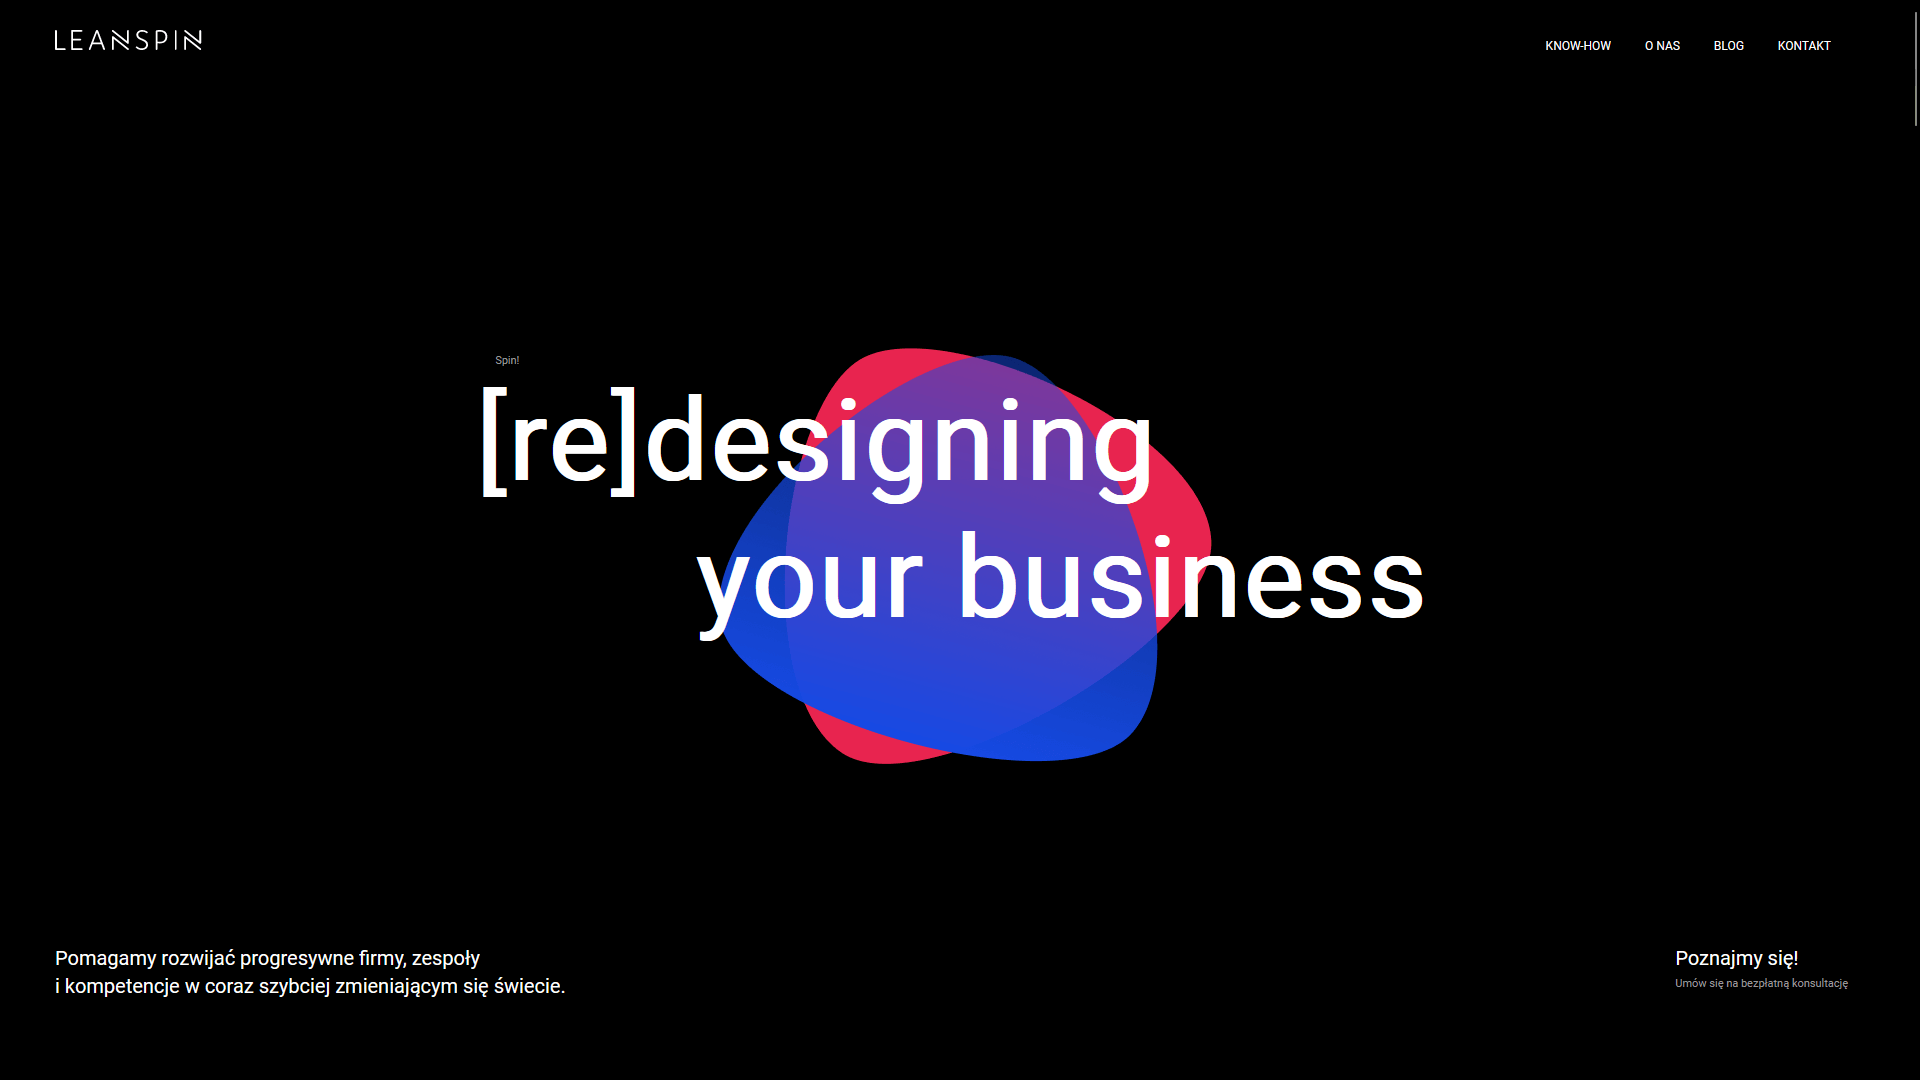 LEANSPIN
KNOW-HOW
O NAS
BLOG
KONTAKT
Spin!
[re]designing
your business
Pomagamy rozwijać progresywne firmy, zespoły
i kompetencje w coraz szybciej zmieniającym się świecie.
Poznajmy się!
Umów się na bezpłatną konsultację